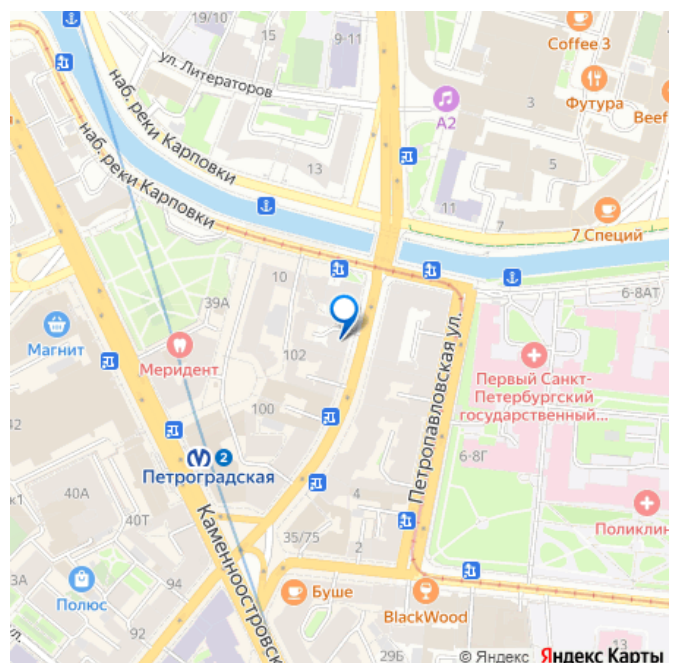 19/10
9-11
Coffee 3
ул. Литераторов
Футура
3
A2
Beef
наб. реки Карповки
наб. реки Карповки
13
5
11
7
7 Специй
10
6-8АТ
39А
Магнит
Меридент
102
Петропавловская ул.
Первый Санкт-
Петербургский
государственный...
100
42
2
Петроградская
6-8Г
40А
к1
4
40Т
Поликлин
Каменноостровск
35/75
2
3А
94
Полюс
Буше
BlackWood
ул.
92
29Б
13
© Яндекс Яндекс Карты